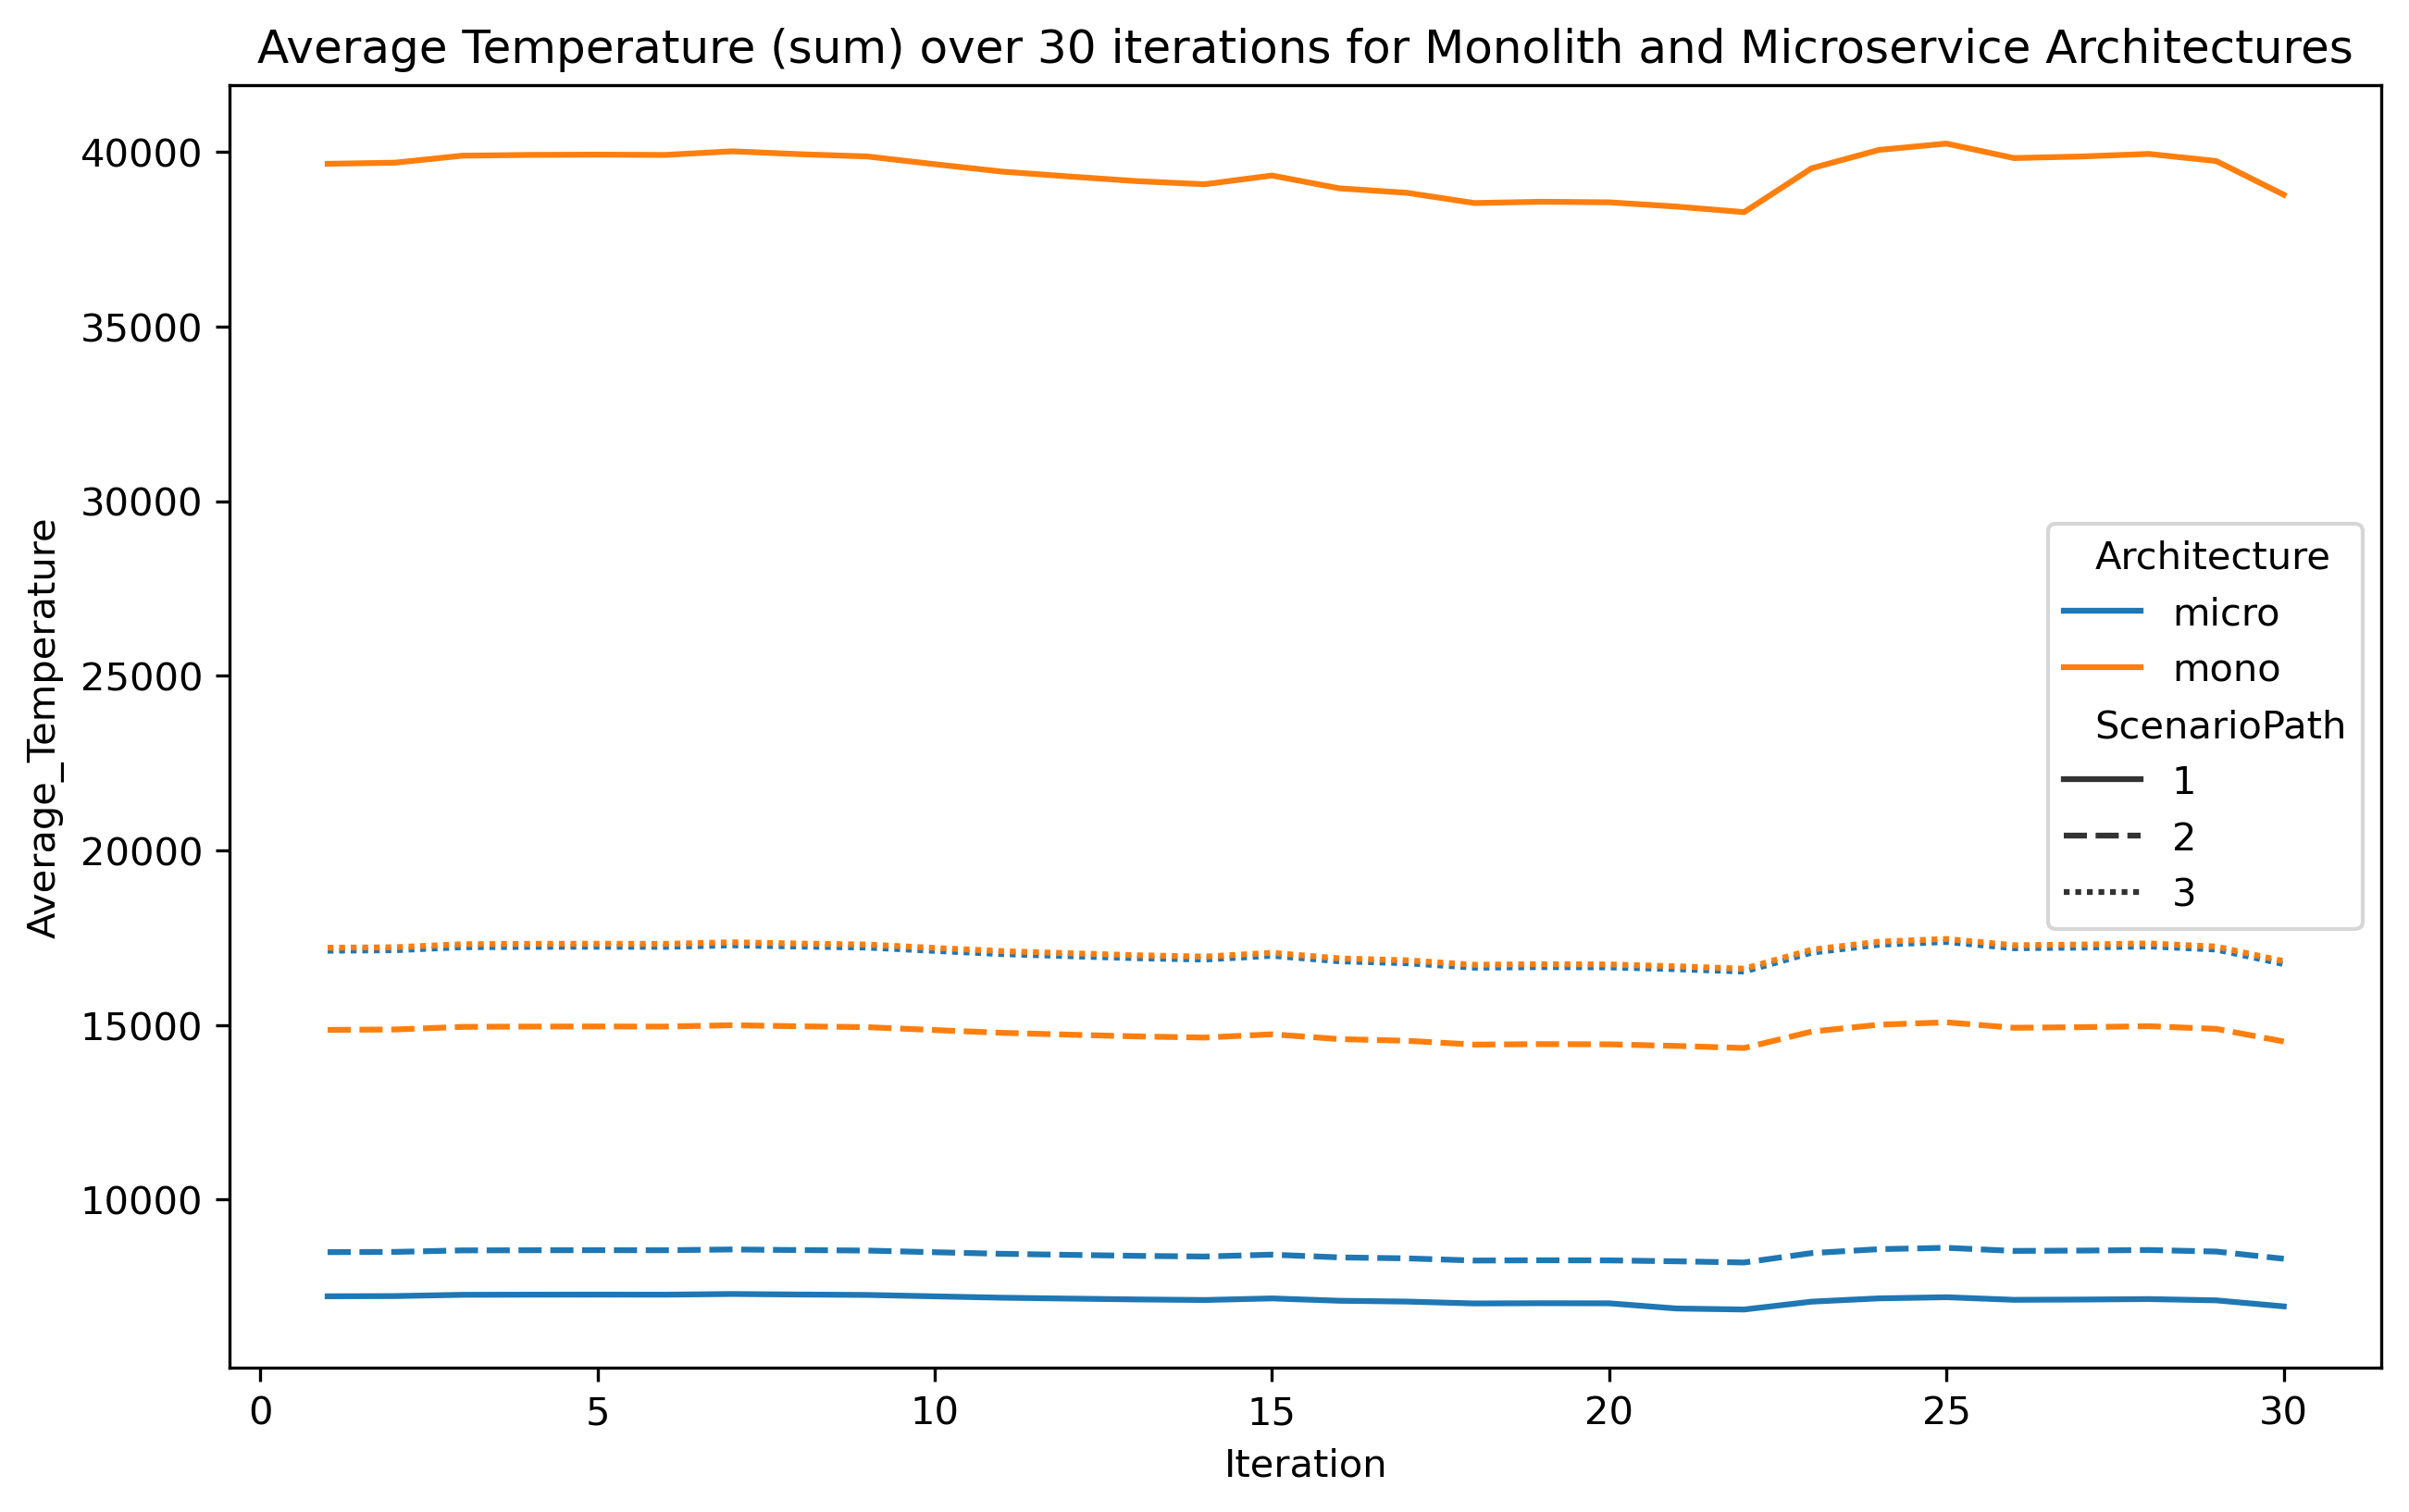 Average Temperature (sum) over 30 iterations for Monolith and Microservice Architectures
Average_Temperature
40000
35000
30000
25000
20000
15000
10000
Architecture
micro
mono
ScenarioPath
1
2
3
0 5 10 15 20 25 30
Iteration